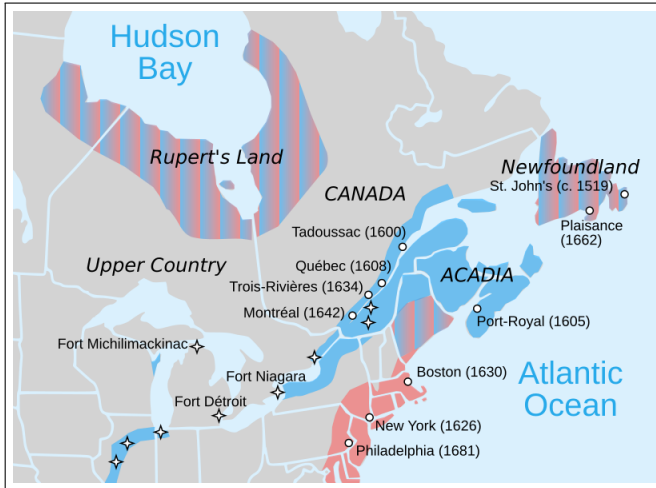 Hudson
Bay
Rupert's Land
Newfoundland
St. John's (c. 1519)
CANADA
Plaisance
(1662)
Tadoussac (1600)
Upper Country
Québec (1608)
ACADIA
Trois-Rivières (1634)
Montréal (1642)
Port-Royal (1605)
Fort Michilimackinac
Fort Niagara
Boston (1630)
Atlantic
Ocean
Fort Détroit
New York (1626)
Philadelphia (1681)